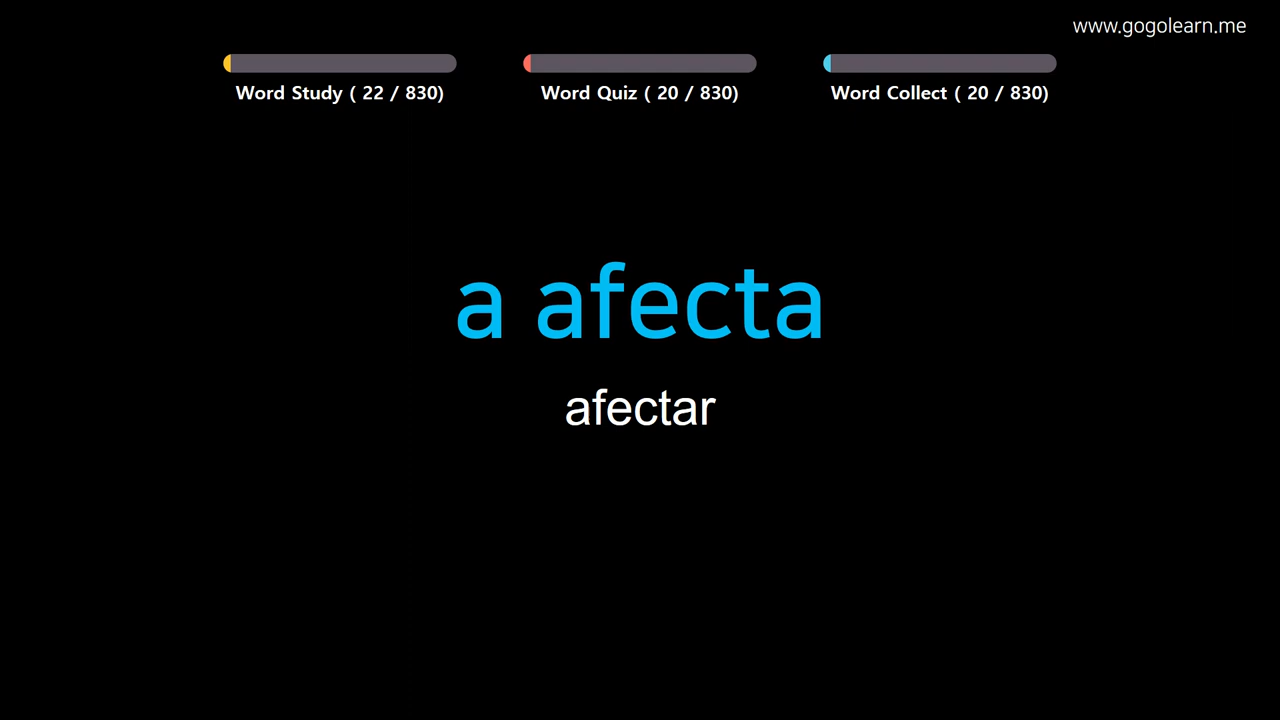 www.gogolearn.me
Word Study ( 22 / 830)
Word Quiz ( 20 / 830)
Word Collect ( 20 / 830)
a afecta
afectar